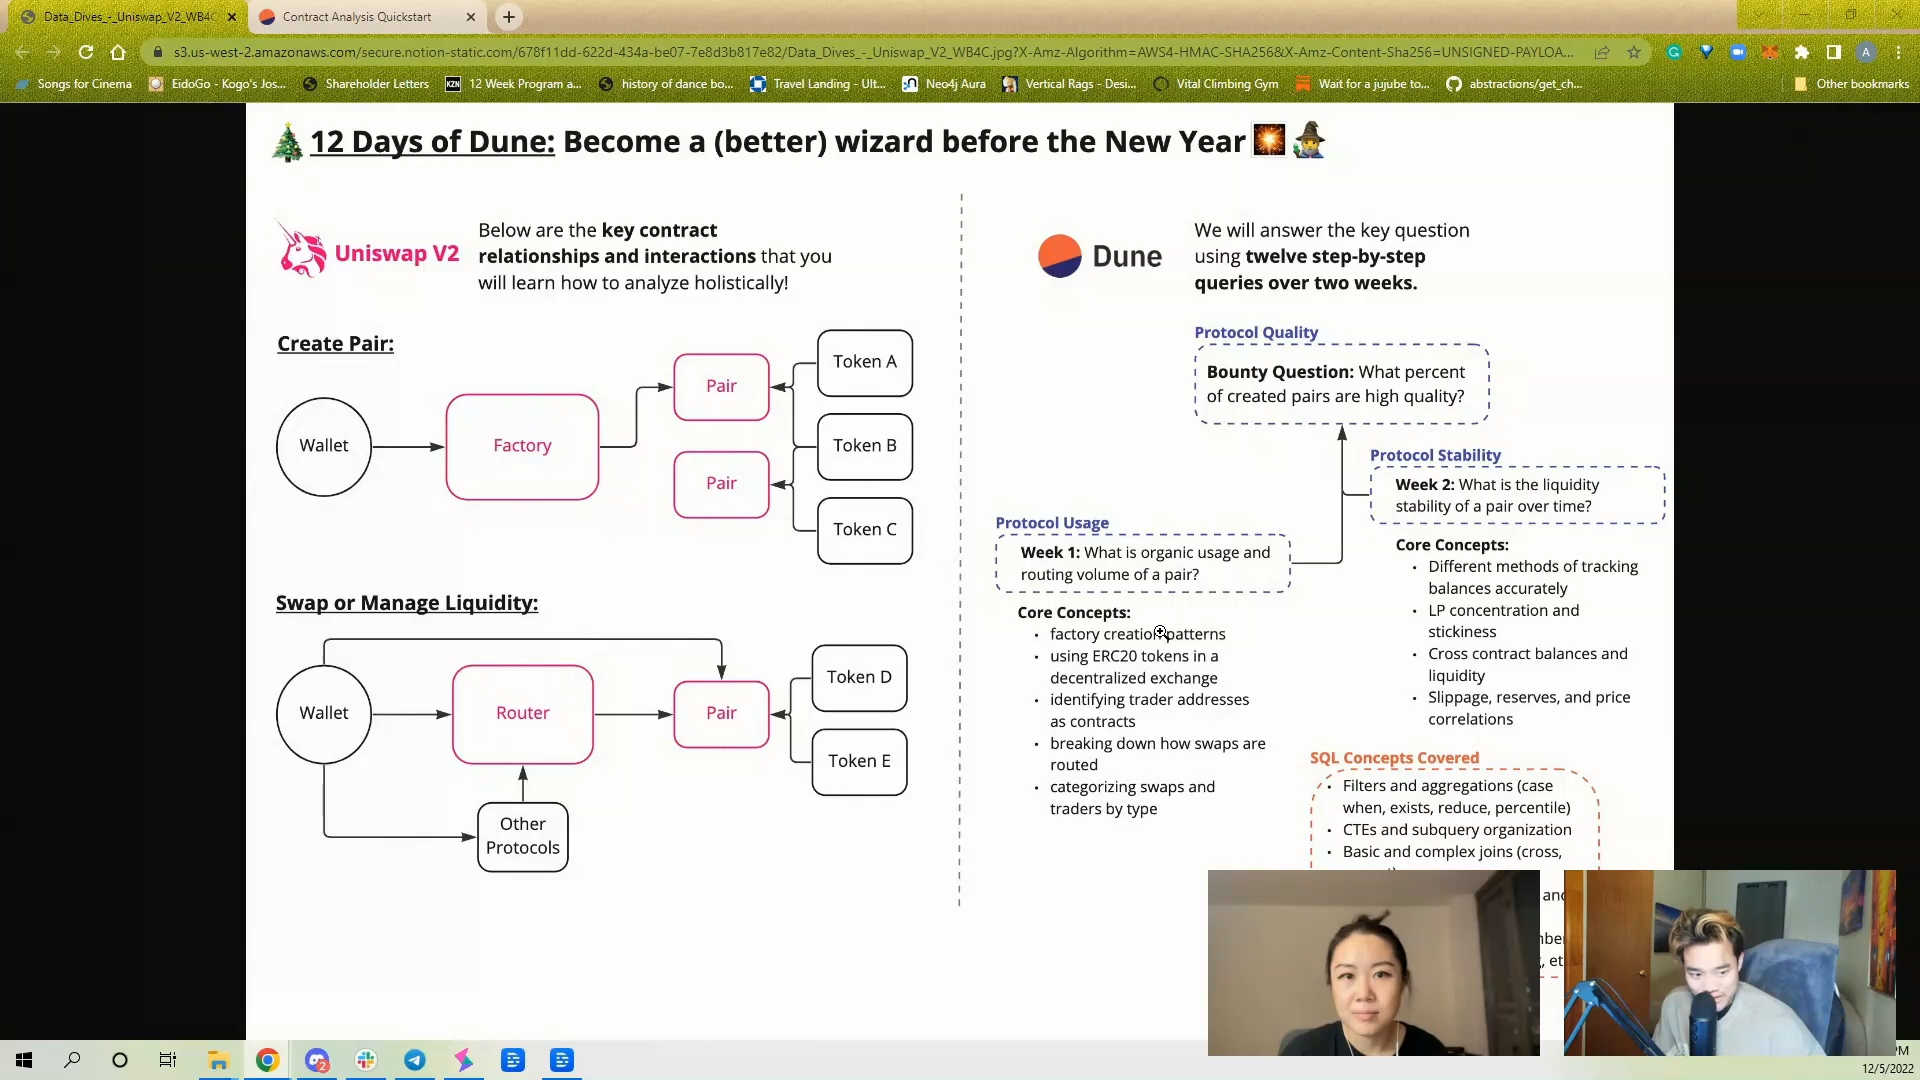 Data_Dives_-_Uniswap_V2_WB4C
Contract Analysis Quickstart
s3.us-west-2.amazonaws.com/secure.notion-static.com/678f11dd-622d-434a-be07-7e8d3b817e82/Data_Dives_-_Uniswap_V2_WB4C.jpg?X-Amz-Algorithm=AWS4-HMAC-SHA256&X-Amz-Content-Sha256=UNSIGNED-PAYLOA...
A
Songs for Cinema
EidoGo - Kogo's Jos...
Shareholder Letters
KZN
12 Week Program a...
history of dance bo...
Travel Landing - Ult...
Neo4j Aura
Vertical Rags - Desi...
Vital Climbing Gym
Wait for a jujube to...
abstractions/get_ch...
Other bookmarks
12 Days of Dune: Become a (better) wizard before the New Year
Uniswap V2
Below are the key contract
relationships and interactions that you
will learn how to analyze holistically!
Create Pair:
Wallet
Factory
Pair
Pair
Token A
Token B
Token C
Swap or Manage Liquidity:
Wallet
Router
Pair
Token D
Token E
Other
Protocols
Dune
We will answer the key question
using twelve step-by-step
queries over two weeks.
Protocol Quality
Bounty Question: What percent
of created pairs are high quality?
Protocol Stability
Week 2: What is the liquidity
stability of a pair over time?
Core Concepts:
· Different methods of tracking
balances accurately
· LP concentration and
stickiness
· Cross contract balances and
liquidity
· Slippage, reserves, and price
correlations
Protocol Usage
Week 1: What is organic usage and
routing volume of a pair?
Core Concepts:
· factory creation patterns
· using ERC20 tokens in a
decentralized exchange
· identifying trader addresses
as contracts
· breaking down how swaps are
routed
· categorizing swaps and
traders by type
SQL Concepts Covered
· Filters and aggregations (case
when, exists, reduce, percentile)
· CTEs and subquery organization
· Basic and complex joins (cross,
2
PM
12/5/2022